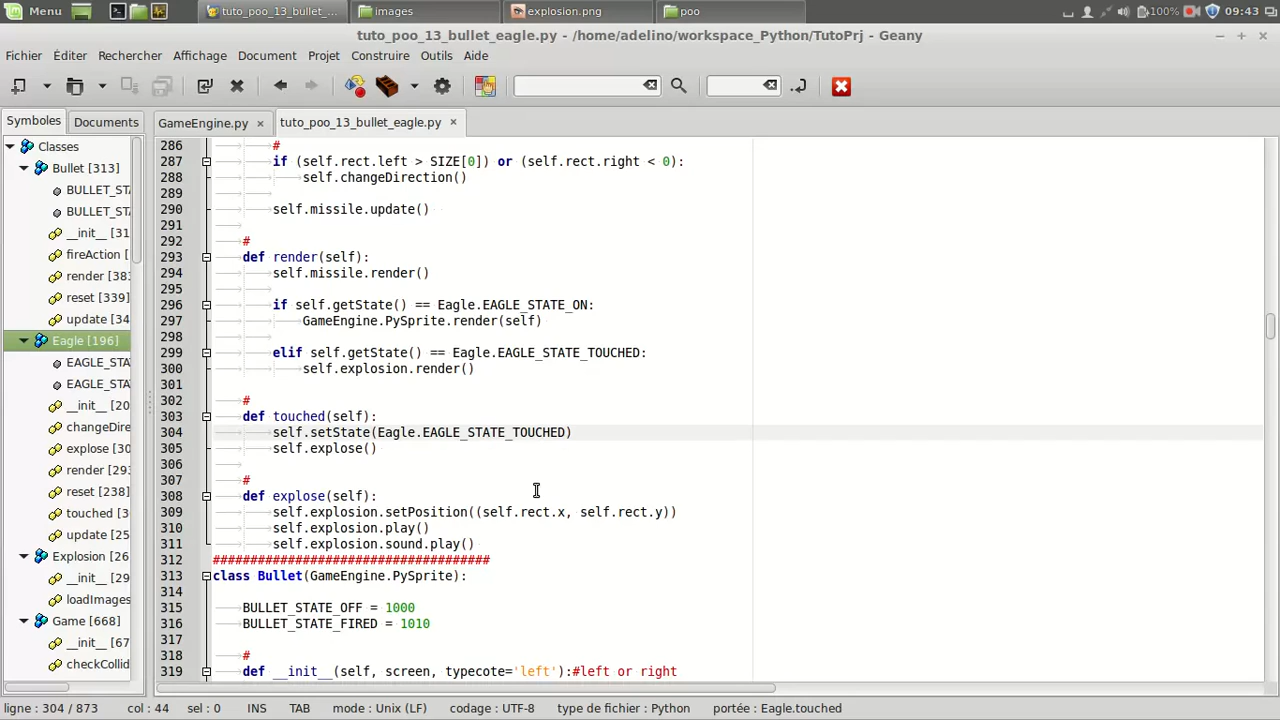 Menu
tuto_poo_13_bullet_...
images
explosion.png
poo
100%
09:43
tuto_poo_13_bullet_eagle.py - /home/adelino/workspace_Python/TutoPrj - Geany
Fichier Éditer Rechercher Affichage Document Projet Construire Outils Aide
Symboles Documents
GameEngine.py × tuto_poo_13_bullet_eagle.py ×
Classes
Bullet [313]
BULLET_STA
BULLET_STA
__init__ [31
fireAction [
render [381
reset [339]
update [34
Eagle [196]
EAGLE_STA
EAGLE_STA
__init__ [20
changeDire
explose [30
render [293
reset [238]
touched [3
update [25
Explosion [26
__init__ [29
loadImages
Game [668]
__init__ [67
checkCollid
286 #
287 if (self.rect.left > SIZE[0]) or (self.rect.right < 0):
288 self.changeDirection()
289
290 self.missile.update()
291
292 #
293 def render(self):
294 self.missile.render()
295
296 if self.getState() == Eagle.EAGLE_STATE_ON:
297 GameEngine.PySprite.render(self)
298
299 elif self.getState() == Eagle.EAGLE_STATE_TOUCHED:
300 self.explosion.render()
301
302 #
303 def touched(self):
304 self.setState(Eagle.EAGLE_STATE_TOUCHED)
305 self.explose()
306
307 #
308 def explose(self):
309 self.explosion.setPosition((self.rect.x, self.rect.y))
310 self.explosion.play()
311 self.explosion.sound.play()
312 #####################################
313 class Bullet(GameEngine.PySprite):
314
315 BULLET_STATE_OFF = 1000
316 BULLET_STATE_FIRED = 1010
317
318 #
319 def __init__(self, screen, typecote='left'):#left or right
ligne : 304 / 873 col : 44 sel : 0 INS TAB mode : Unix (LF) codage : UTF-8 type de fichier : Python portée : Eagle.touched